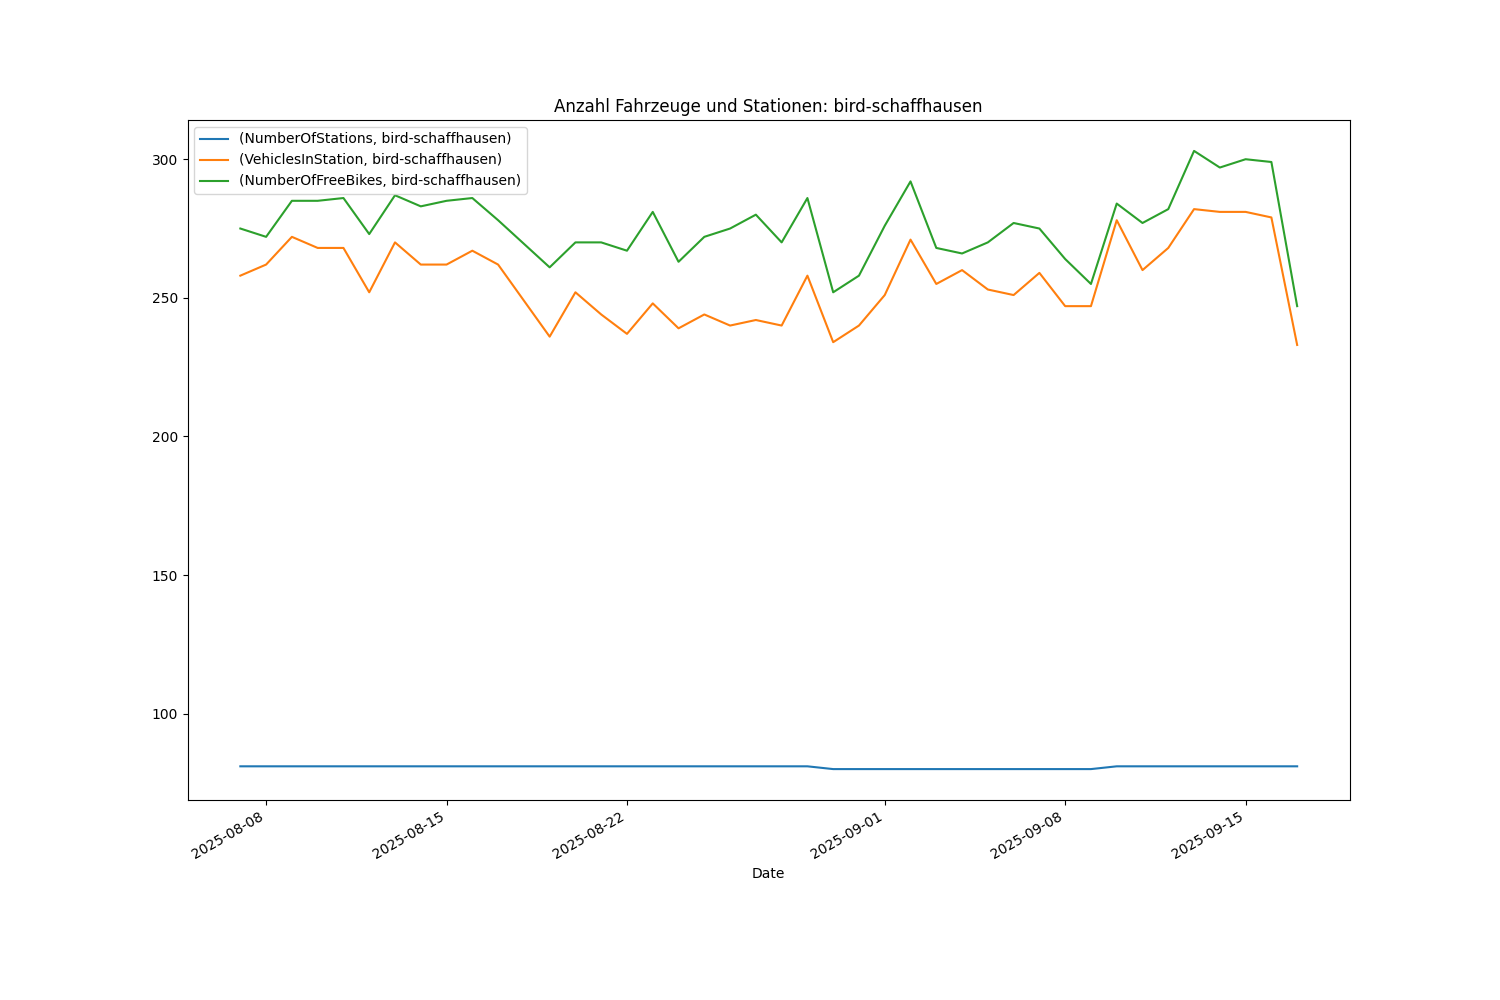 Anzahl Fahrzeuge und Stationen: bird-schaffhausen
(NumberOfStations, bird-schaffhausen)
(VehiclesInStation, bird-schaffhausen)
(NumberOfFreeBikes, bird-schaffhausen)
300
250
200
150
100
2025-08-08
2025-08-15
2025-08-22
2025-09-01
2025-09-08
2025-09-15
Date